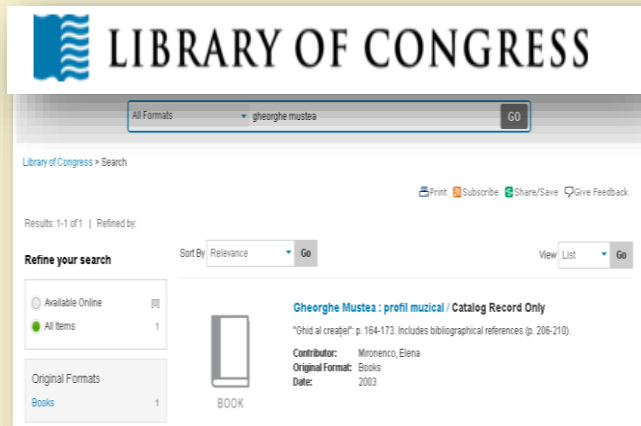 LIBRARY OF CONGRESS
All Formats gheorghe mustea GO
Library of Congress > Search
Print Subscribe Share/Save Give Feedback
Results: 1-1 of 1 | Refined by:
Refine your search
Sort By Relevance Go
View List Go
Available Online
All Items 1
Original Formats
Books 1
BOOK
Gheorghe Mustea : profil muzical / Catalog Record Only
"Ghid al creației": p. 164-173. Includes bibliographical references (p. 206-210).
Contributor: Mironenco, Elena
Original Format: Books
Date: 2003